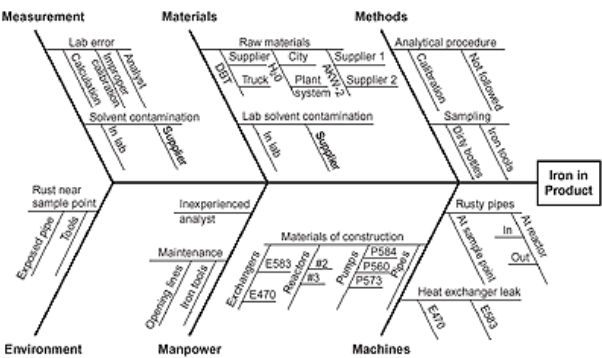 Measurement
Materials
Methods
Lab error
Calculation
Improper
calibration
Analyst
Solvent contamination
In lab
Supplier
Raw materials
DBT
Supplier
Truck
H₂0
City
Plant
system
AKW-2
Supplier 1
Supplier 2
Lab solvent contamination
In lab
Supplier
Analytical procedure
Calibration
Not followed
Sampling
Dirty bottles
Iron tools
Iron in
Product
Rust near
sample point
Exposed pipe
Tools
Inexperienced
analyst
Maintenance
Opening lines
Iron tools
Materials of construction
Exchangers
E583
E470
Reactors
#2
#3
Pumps
P584
P560
P573
Pipes
Rusty pipes
At sample point
At reactor
In
Out
Heat exchanger leak
E470
E583
Environment
Manpower
Machines